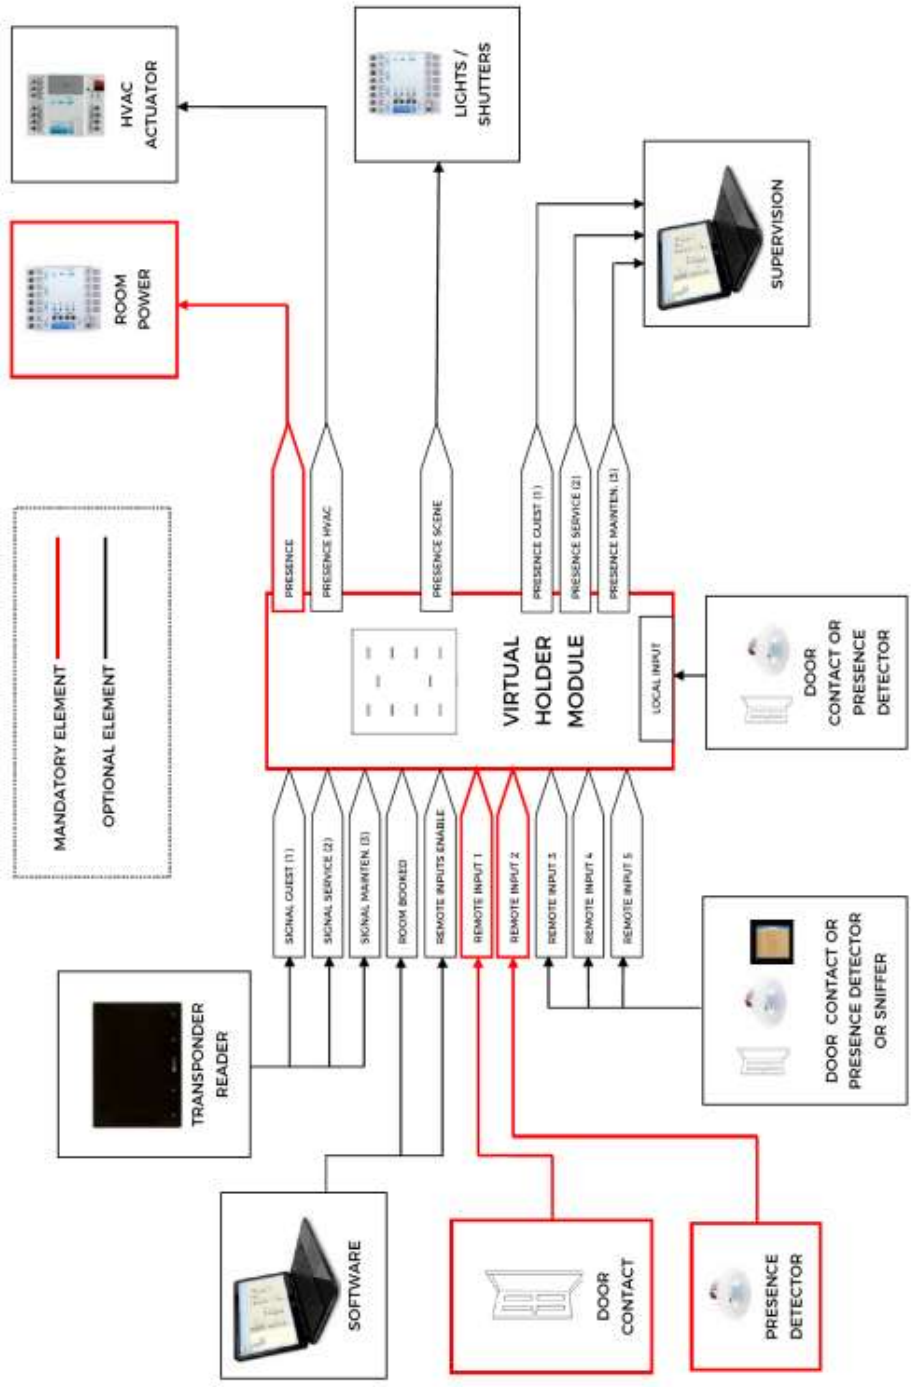 MANDATORY ELEMENT
OPTIONAL ELEMENT
SOFTWARE
TRANSPONDER
READER
DOOR
CONTACT
PRESENCE
DETECTOR
DOOR CONTACT OR
PRESENCE DETECTOR
OR SNIFFER
SIGNAL GUEST (1)
SIGNAL SERVICE (2)
SIGNAL MAINTEN. (3)
ROOM BOOKED
REMOTE INPUTS ENABLE
REMOTE INPUT 1
REMOTE INPUT 2
REMOTE INPUT 3
REMOTE INPUT 4
REMOTE INPUT 5
VIRTUAL
HOLDER
MODULE
LOCAL INPUT
DOOR
CONTACT OR
PRESENCE
DETECTOR
PRESENCE
PRESENCE HVAC
PRESENCE SCENE
PRESENCE GUEST (1)
PRESENCE SERVICE (2)
PRESENCE MAINTEN. (3)
ROOM
POWER
HVAC
ACTUATOR
LIGHTS /
SHUTTERS
SUPERVISION